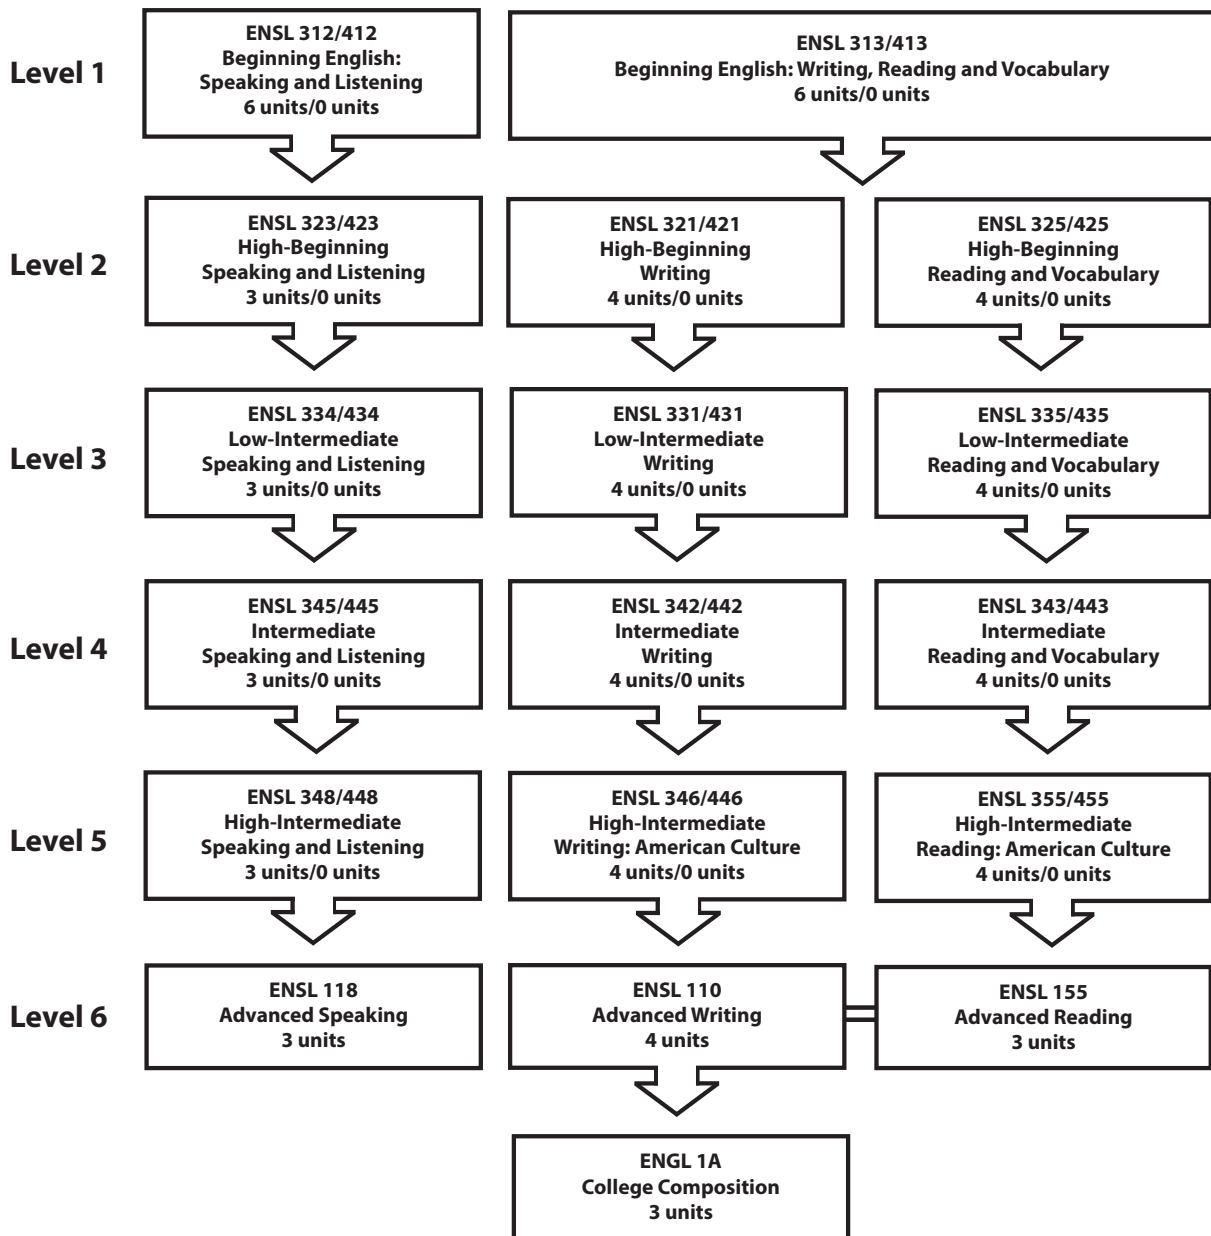 Level 1
ENSL 312/412
Beginning English:
Speaking and Listening
6 units/0 units
ENSL 313/413
Beginning English: Writing, Reading and Vocabulary
6 units/0 units
Level 2
ENSL 323/423
High-Beginning
Speaking and Listening
3 units/0 units
ENSL 321/421
High-Beginning
Writing
4 units/0 units
ENSL 325/425
High-Beginning
Reading and Vocabulary
4 units/0 units
Level 3
ENSL 334/434
Low-Intermediate
Speaking and Listening
3 units/0 units
ENSL 331/431
Low-Intermediate
Writing
4 units/0 units
ENSL 335/435
Low-Intermediate
Reading and Vocabulary
4 units/0 units
Level 4
ENSL 345/445
Intermediate
Speaking and Listening
3 units/0 units
ENSL 342/442
Intermediate
Writing
4 units/0 units
ENSL 343/443
Intermediate
Reading and Vocabulary
4 units/0 units
Level 5
ENSL 348/448
High-Intermediate
Speaking and Listening
3 units/0 units
ENSL 346/446
High-Intermediate
Writing: American Culture
4 units/0 units
ENSL 355/455
High-Intermediate
Reading: American Culture
4 units/0 units
Level 6
ENSL 118
Advanced Speaking
3 units
ENSL 110
Advanced Writing
4 units
ENSL 155
Advanced Reading
3 units
ENGL 1A
College Composition
3 units